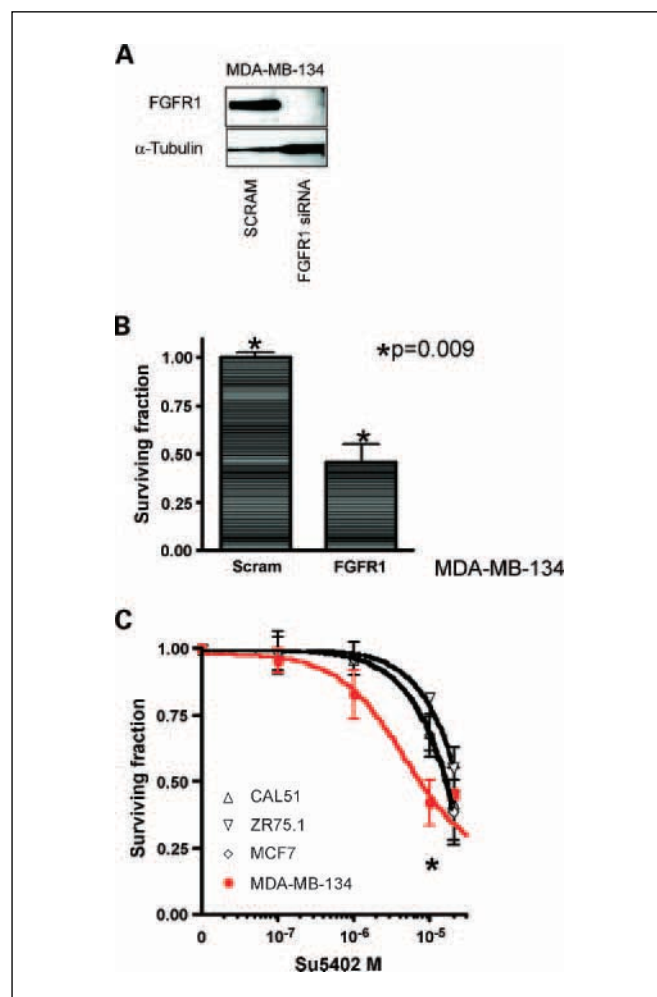 A
MDA-MB-134
FGFR1
α-Tubulin
SCRAM
FGFR1 siRNA
B
*p=0.009
*
*
Surviving fraction
1.00
0.75
0.50
0.25
0.00
Scram
FGFR1
MDA-MB-134
C
Surviving fraction
1.00
0.75
0.50
0.25
0.00
△ CAL51
▽ ZR75.1
◇ MCF7
MDA-MB-134
*
0
10⁻⁷
10⁻⁶
10⁻⁵
Su5402 M